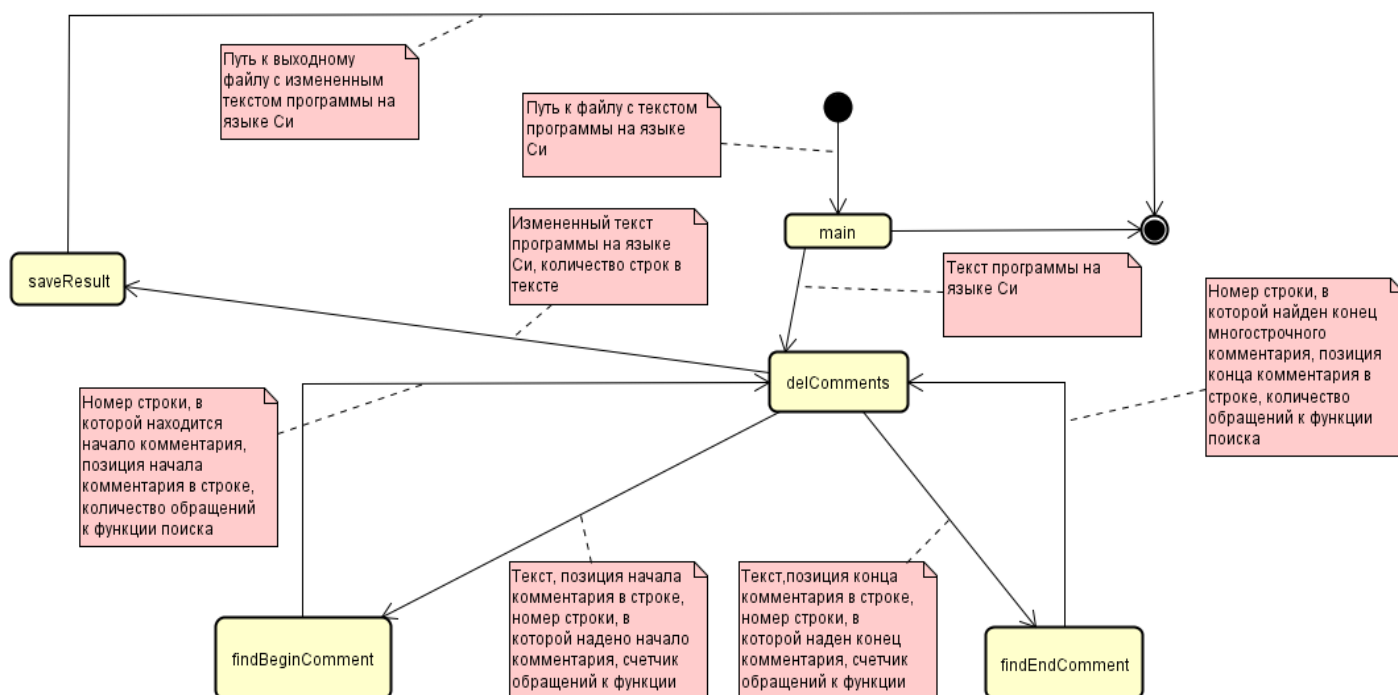 Путь к выходному
файлу с измененным
текстом программы на
языке Си
Путь к файлу с текстом
программы на языке
Си
main
saveResult
Измененный текст
программы на языке
Си, количество строк в
тексте
Текст программы на
языке Си
Номер строки, в
которой найден конец
многострочного
комментария, позиция
конца комментария в
строке, количество
обращений к функции
поиска
delComments
Номер строки, в
которой находится
начало комментария,
позиция начала
комментария в строке,
количество обращений
к функции поиска
Текст, позиция начала
комментария в строке,
номер строки, в
которой надено начало
комментария, счетчик
обращений к функции
Текст,позиция конца
комментария в строке,
номер строки, в
которой наден конец
комментария, счетчик
обращений к функции
findBeginComment
findEndComment